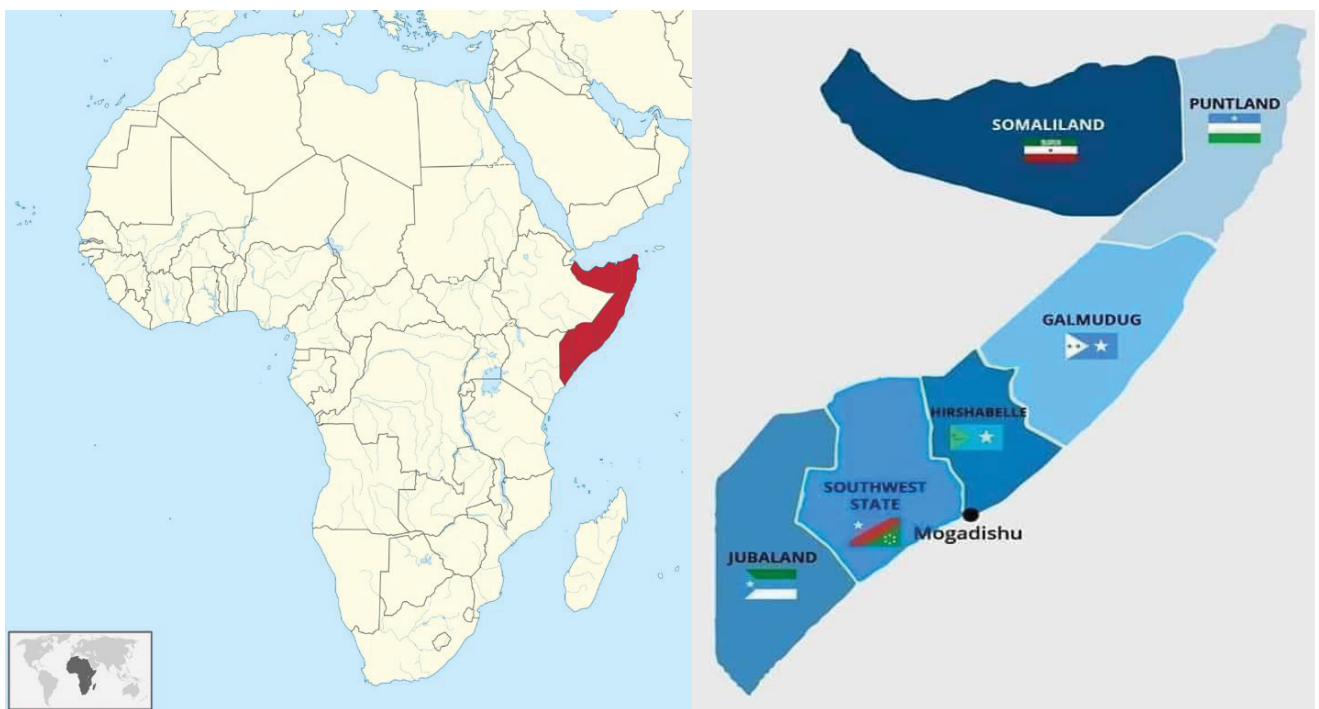 SOMALILAND
PUNTLAND
GALMUDUG
HIRSHABELLE
SOUTHWEST
STATE
Mogadishu
JUBALAND